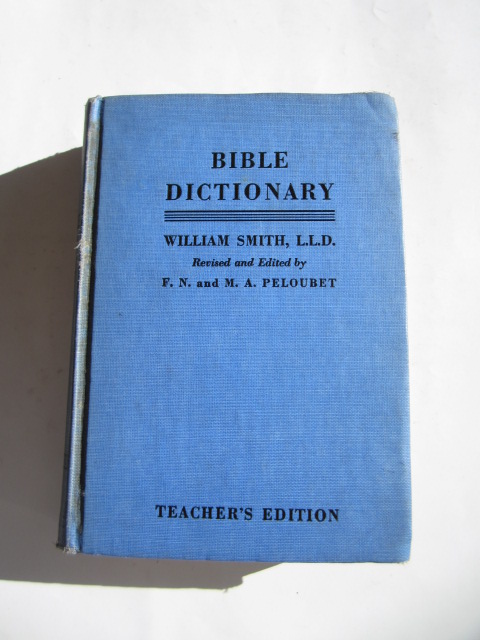 BIBLE
DICTIONARY
WILLIAM SMITH, L.L.D.
Revised and Edited by
F. N. and M. A. PELOUBET
TEACHER'S EDITION